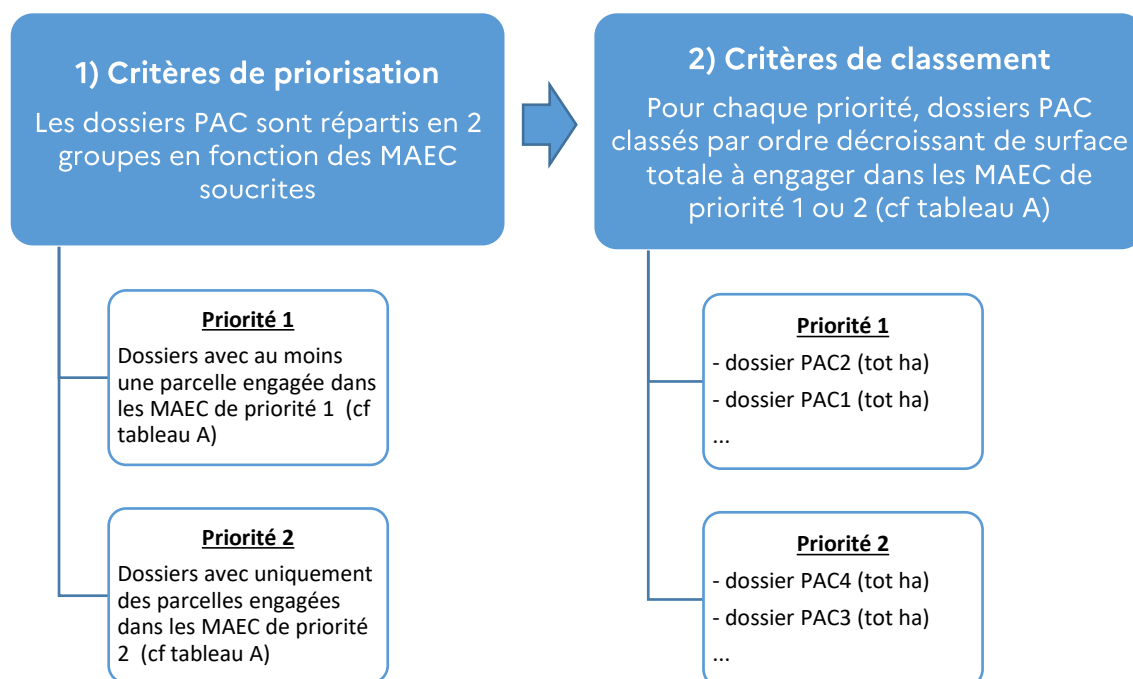 1) Critères de priorisation
Les dossiers PAC sont répartis en 2
groupes en fonction des MAEC
soucrites
Priorité 1
Dossiers avec au moins
une parcelle engagée dans
les MAEC de priorité 1 (cf
tableau A)
Priorité 2
Dossiers avec uniquement
des parcelles engagées
dans les MAEC de priorité
2 (cf tableau A)
2) Critères de classement
Pour chaque priorité, dossiers PAC
classés par ordre décroissant de surface
totale à engager dans les MAEC de
priorité 1 ou 2 (cf tableau A)
Priorité 1
- dossier PAC2 (tot ha)
- dossier PAC1 (tot ha)
...
Priorité 2
- dossier PAC4 (tot ha)
- dossier PAC3 (tot ha)
...